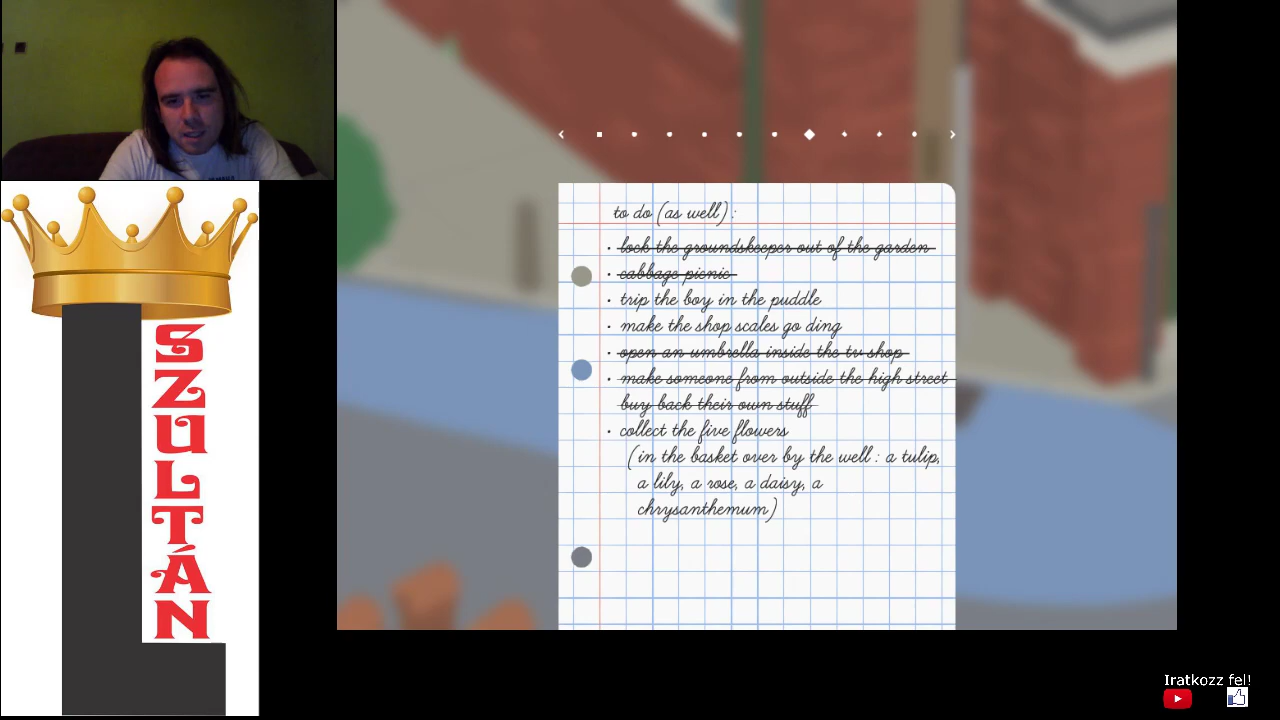 to do (as well):
• lock the groundskeeper out of the garden
• cabbage picnic
• trip the boy in the puddle
• make the shop scales go ding
• open an umbrella inside the tv shop
• make someone from outside the high street
buy back their own stuff
• collect the five flowers
(in the basket over by the well: a tulip,
a lily, a rose, a daisy, a
chrysanthemum)
L
SZULTÁN
Iratkozz fel!